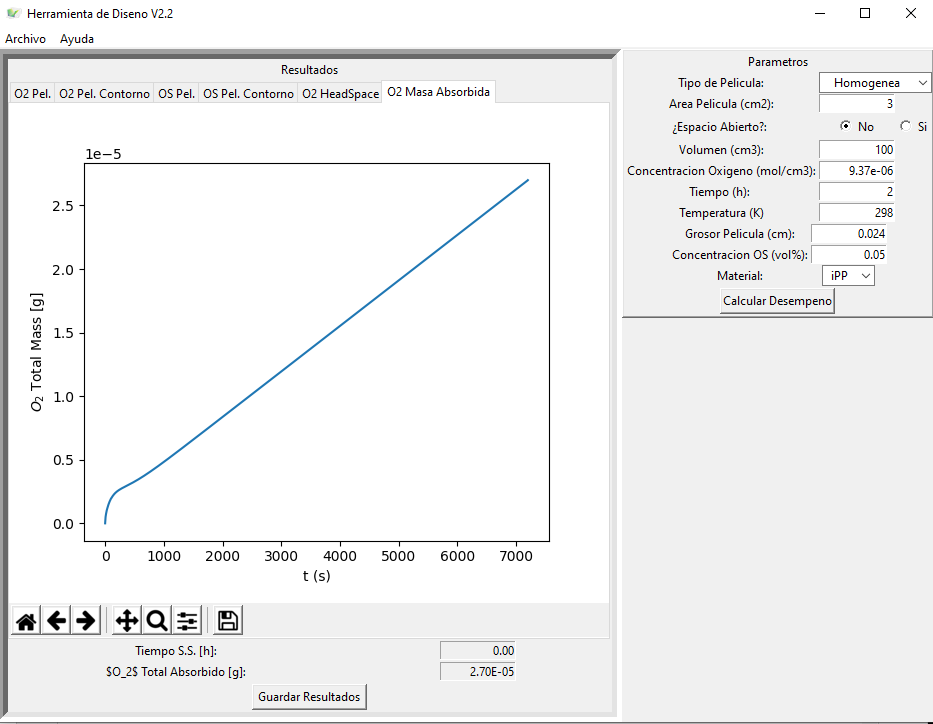 Herramienta de Diseno V2.2
Archivo Ayuda
Resultados
O2 Pel. O2 Pel. Contorno OS Pel. OS Pel. Contorno O2 HeadSpace O2 Masa Absorbida
1e−5
2.5
2.0
1.5
1.0
0.5
0.0
O2 Total Mass [g]
0 1000 2000 3000 4000 5000 6000 7000
t (s)
Tiempo S.S. [h]: 0.00
$O_2$ Total Absorbido [g]: 2.70E-05
Guardar Resultados
Parametros
Tipo de Pelicula: Homogenea
Area Pelicula (cm2): 3
¿Espacio Abierto?: No Si
Volumen (cm3): 100
Concentracion Oxigeno (mol/cm3): 9.37e-06
Tiempo (h): 2
Temperatura (K) 298
Grosor Pelicula (cm): 0.024
Concentracion OS (vol%): 0.05
Material: iPP
Calcular Desempeno